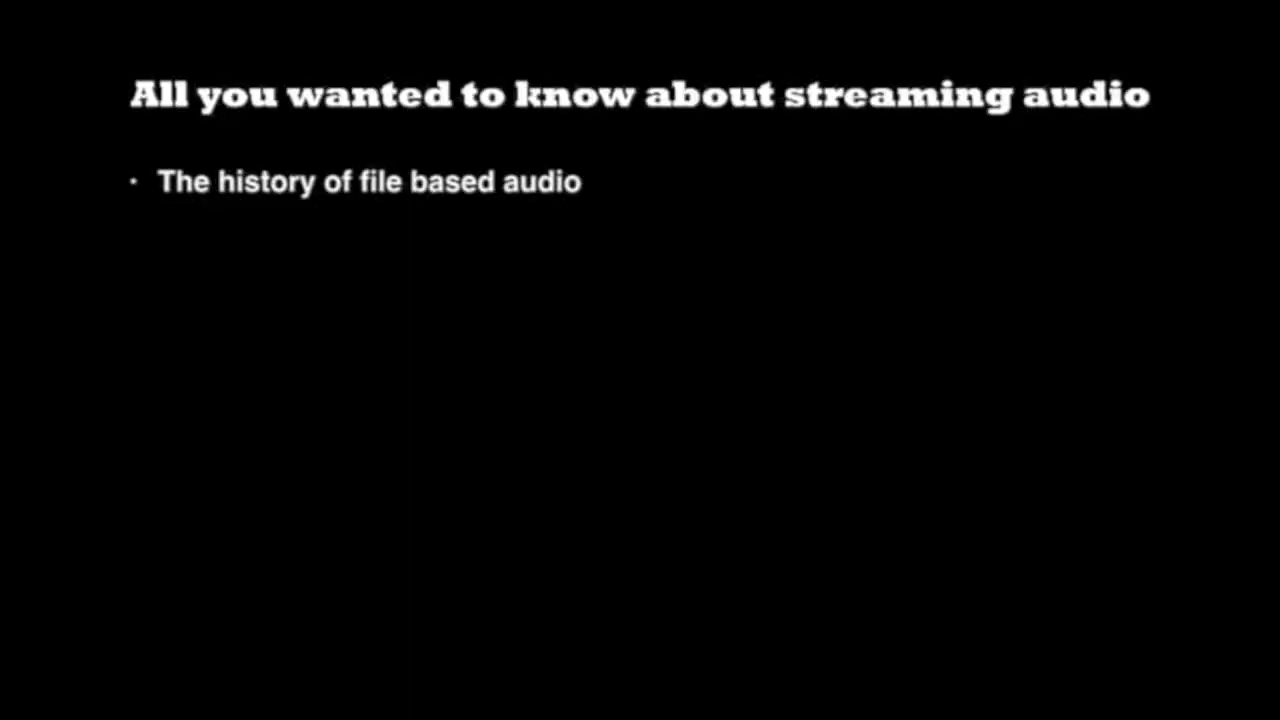 All you wanted to know about streaming audio
• The history of file based audio